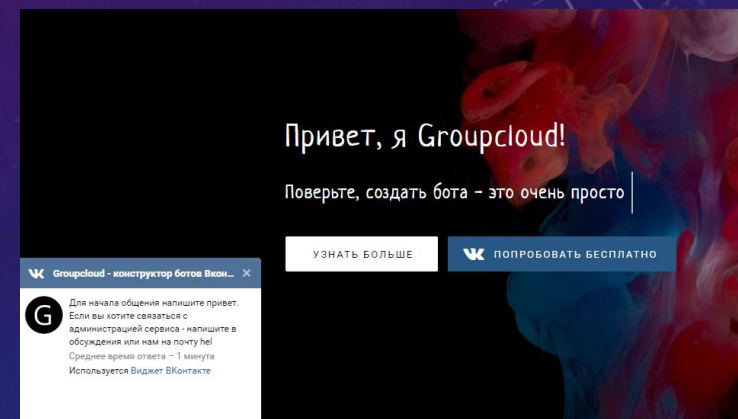 Привет, я Groupcloud!
Поверьте, создать бота – это очень просто
УЗНАТЬ БОЛЬШЕ
ПОПРОБОВАТЬ БЕСПЛАТНО
Groupcloud - конструктор ботов Вкон...
G
Для начала общения напишите привет.
Если вы хотите связаться с
администрацией сервиса - напишите в
обсуждения или нам на почту hel
Среднее время ответа – 1 минута
Используется Виджет ВКонтакте